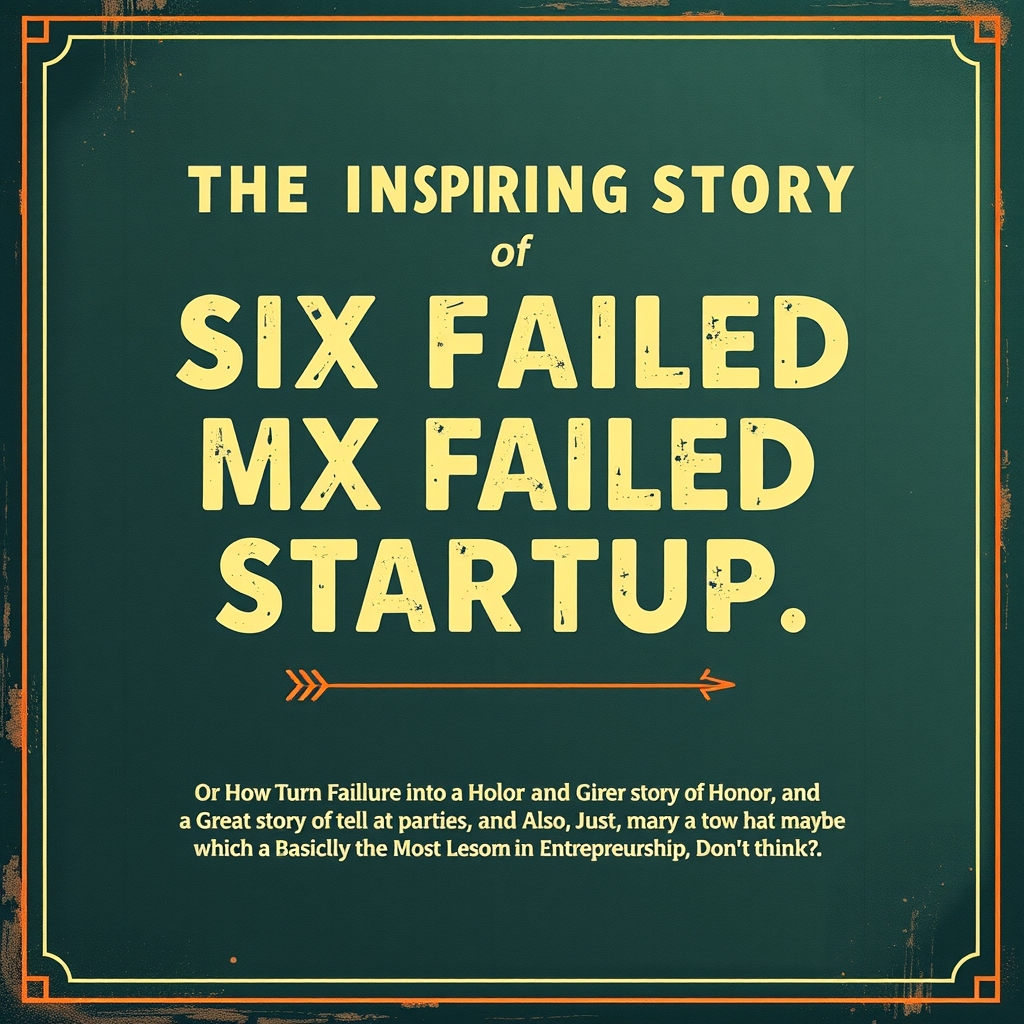 THE INSPIRING STORY
of
SIX FAILED
MX FAILED
STARTUP.
Or How Turn Faillure into a Holor and Girer story of Honor, and
a Great story of tell at parties, and Also, Just, mary a tow hat maybe
which a Basiclly the Most Lesom in Entrepreurship, Don't think?.